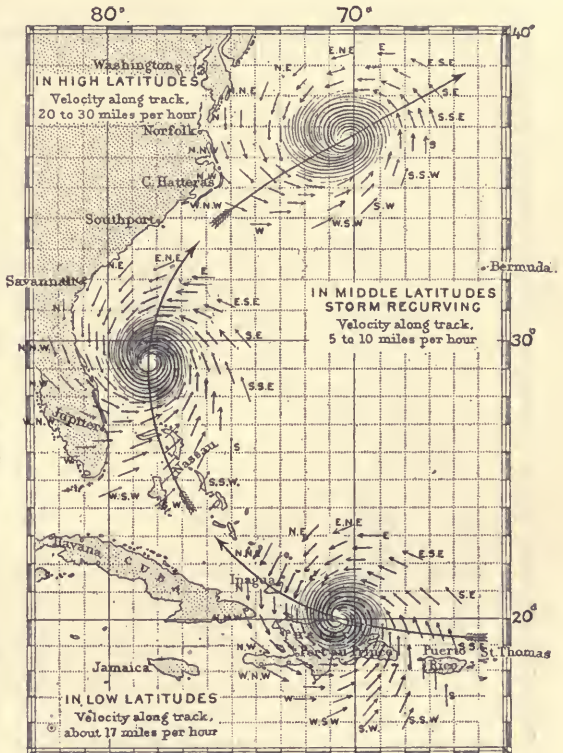 80° 70°
40°
Washington
E.N.E E
IN HIGH LATITUDES
N.E E.S.E
Velocity along track,
S.E
20 to 30 miles per hour
N.N.E
N
S.S.E
Norfolk
S
N.N.W
N.W
C. Hatteras
S.S.W
W.N.W
S.W
Southport
W W.S.W
E.N.E
N.E E
Bermuda
Savannah
IN MIDDLE LATITUDES
N
E.S.E
STORM RECURVING
Velocity along track,
S.E
5 to 10 miles per hour
30°
N.N.W
N.W
S.S.E
Jupiter
W.N.W
Nassau
S
W
S.S.W
W.S.W W
E.N.E
N.E
E
Havana
CUBA
N.N.E
E.S.E
Inagua
N
S.E
20°
Port au Prince
Puerto
Rico
St. Thomas
S.S.E
Jamaica
W.N.W
IN LOW LATITUDES
W
S
Velocity along track,
W.S.W
S.S.W
about 17 miles per hour
S.W